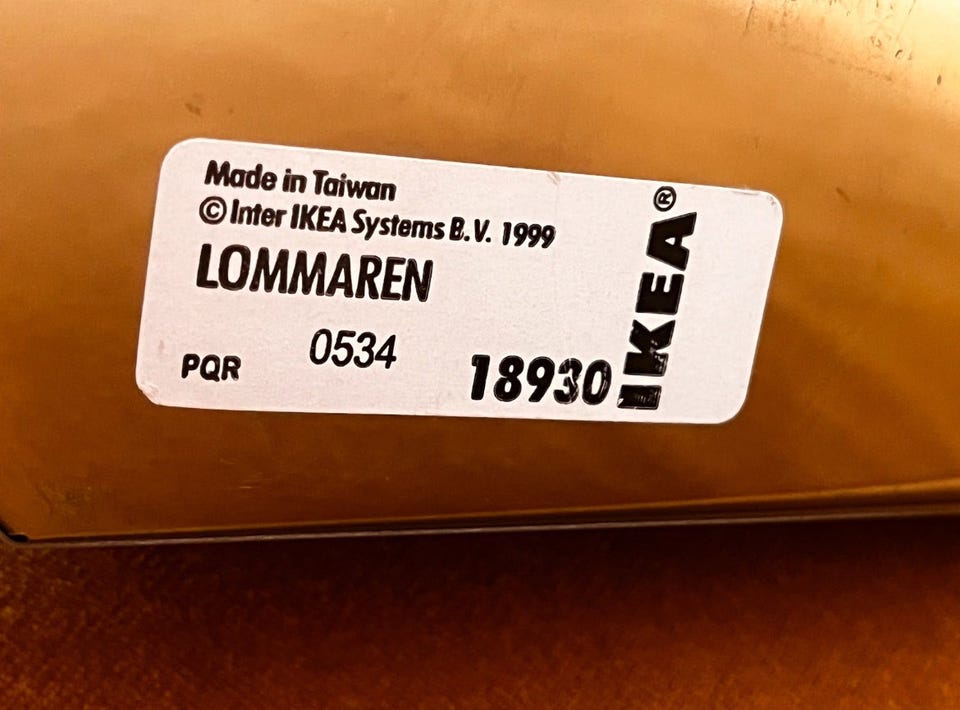 Made in Taiwan
© Inter IKEA Systems B.V. 1999
LOMMAREN
PQR 0534 18930
IKEA®